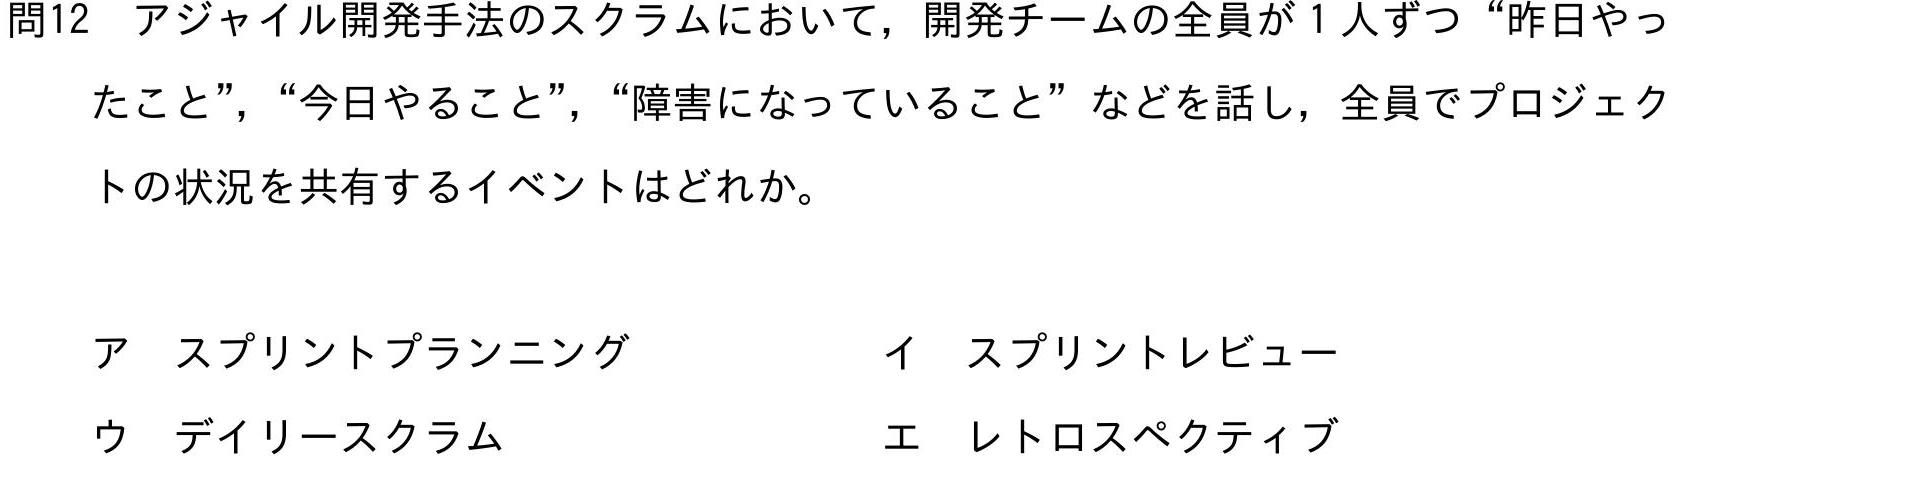 問12　アジャイル開発手法のスクラムにおいて，開発チームの全員が1人ずつ“昨日やっ
たこと”，“今日やること”，“障害になっていること”などを話し，全員でプロジェク
トの状況を共有するイベントはどれか。
ア　スプリントプランニング　　イ　スプリントレビュー
ウ　デイリースクラム　　エ　レトロスペクティブ